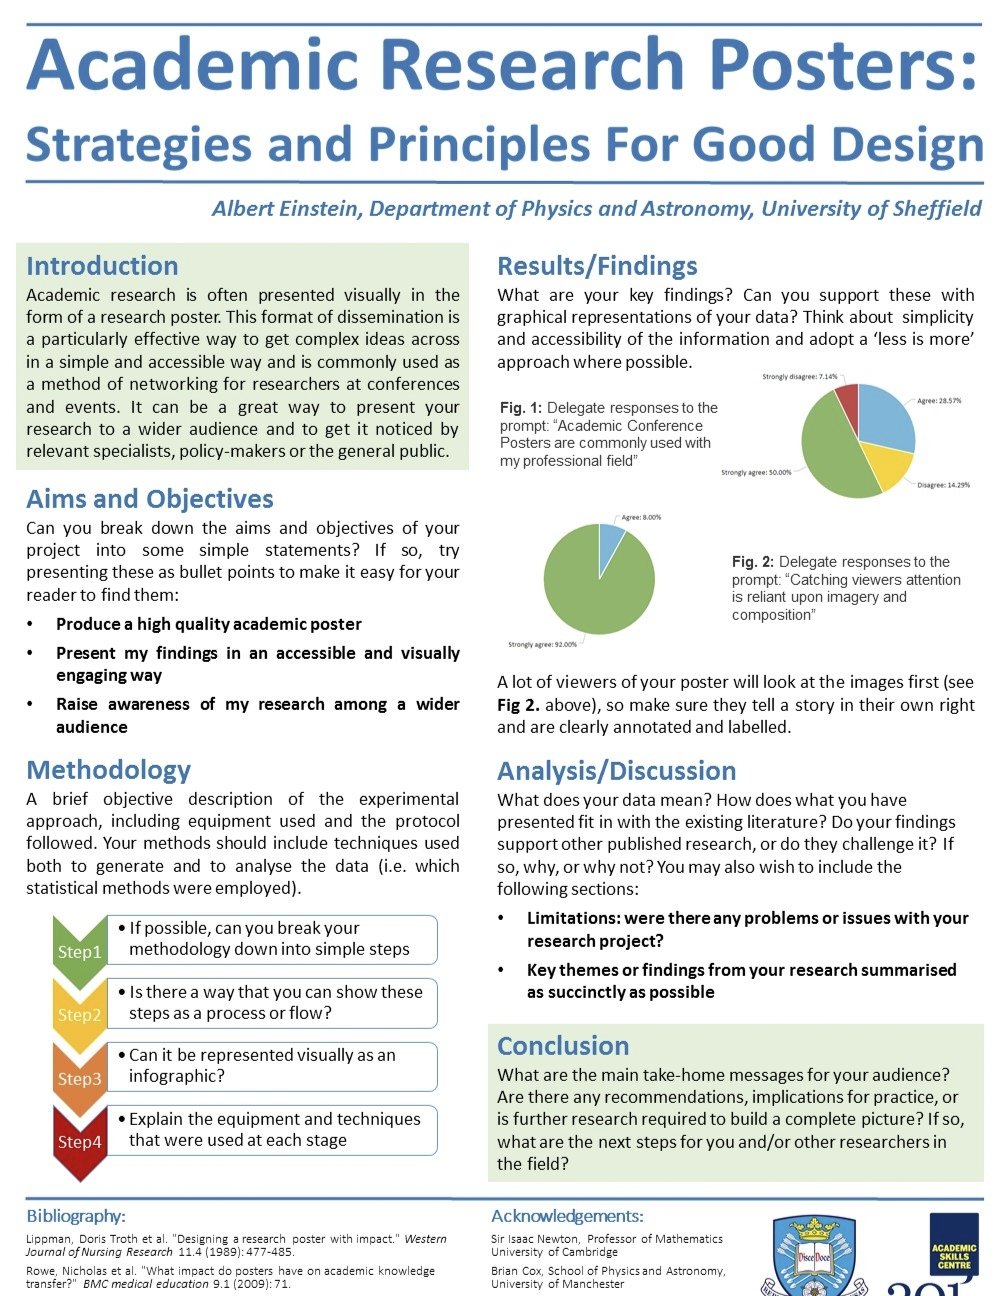 Academic Research Posters:
Strategies and Principles For Good Design
Albert Einstein, Department of Physics and Astronomy, University of Sheffield
Introduction
Academic research is often presented visually in the
form of a research poster. This format of dissemination is
a particularly effective way to get complex ideas across
in a simple and accessible way and is commonly used as
a method of networking for researchers at conferences
and events. It can be a great way to present your
research to a wider audience and to get it noticed by
relevant specialists, policy-makers or the general public.
Aims and Objectives
Can you break down the aims and objectives of your
project into some simple statements? If so, try
presenting these as bullet points to make it easy for your
reader to find them:
• Produce a high quality academic poster
• Present my findings in an accessible and visually
engaging way
• Raise awareness of my research among a wider
audience
Methodology
A brief objective description of the experimental
approach, including equipment used and the protocol
followed. Your methods should include techniques used
both to generate and to analyse the data (i.e. which
statistical methods were employed).
Step1
• If possible, can you break your
methodology down into simple steps
Step2
• Is there a way that you can show these
steps as a process or flow?
Step3
• Can it be represented visually as an
infographic?
Step4
• Explain the equipment and techniques
that were used at each stage
Results/Findings
What are your key findings? Can you support these with
graphical representations of your data? Think about simplicity
and accessibility of the information and adopt a ‘less is more’
approach where possible.
Fig. 1: Delegate responses to the
prompt: “Academic Conference
Posters are commonly used with
my professional field”
Strongly disagree: 7.14%
Agree: 28.57%
Strongly agree: 50.00%
Disagree: 14.29%
Agree: 8.00%
Strongly agree: 92.00%
Fig. 2: Delegate responses to the
prompt: “Catching viewers attention
is reliant upon imagery and
composition”
A lot of viewers of your poster will look at the images first (see
Fig 2. above), so make sure they tell a story in their own right
and are clearly annotated and labelled.
Analysis/Discussion
What does your data mean? How does what you have
presented fit in with the existing literature? Do your findings
support other published research, or do they challenge it? If
so, why, or why not? You may also wish to include the
following sections:
• Limitations: were there any problems or issues with your
research project?
• Key themes or findings from your research summarised
as succinctly as possible
Conclusion
What are the main take-home messages for your audience?
Are there any recommendations, implications for practice, or
is further research required to build a complete picture? If so,
what are the next steps for you and/or other researchers in
the field?
Bibliography:
Lippman, Doris Troth et al. "Designing a research poster with impact." Western
Journal of Nursing Research 11.4 (1989): 477-485.
Rowe, Nicholas et al. "What impact do posters have on academic knowledge
transfer?" BMC medical education 9.1 (2009): 71.
Acknowledgements:
Sir Isaac Newton, Professor of Mathematics
University of Cambridge
Brian Cox, School of Physics and Astronomy,
University of Manchester
Disce Doce
ACADEMIC
SKILLS
CENTRE